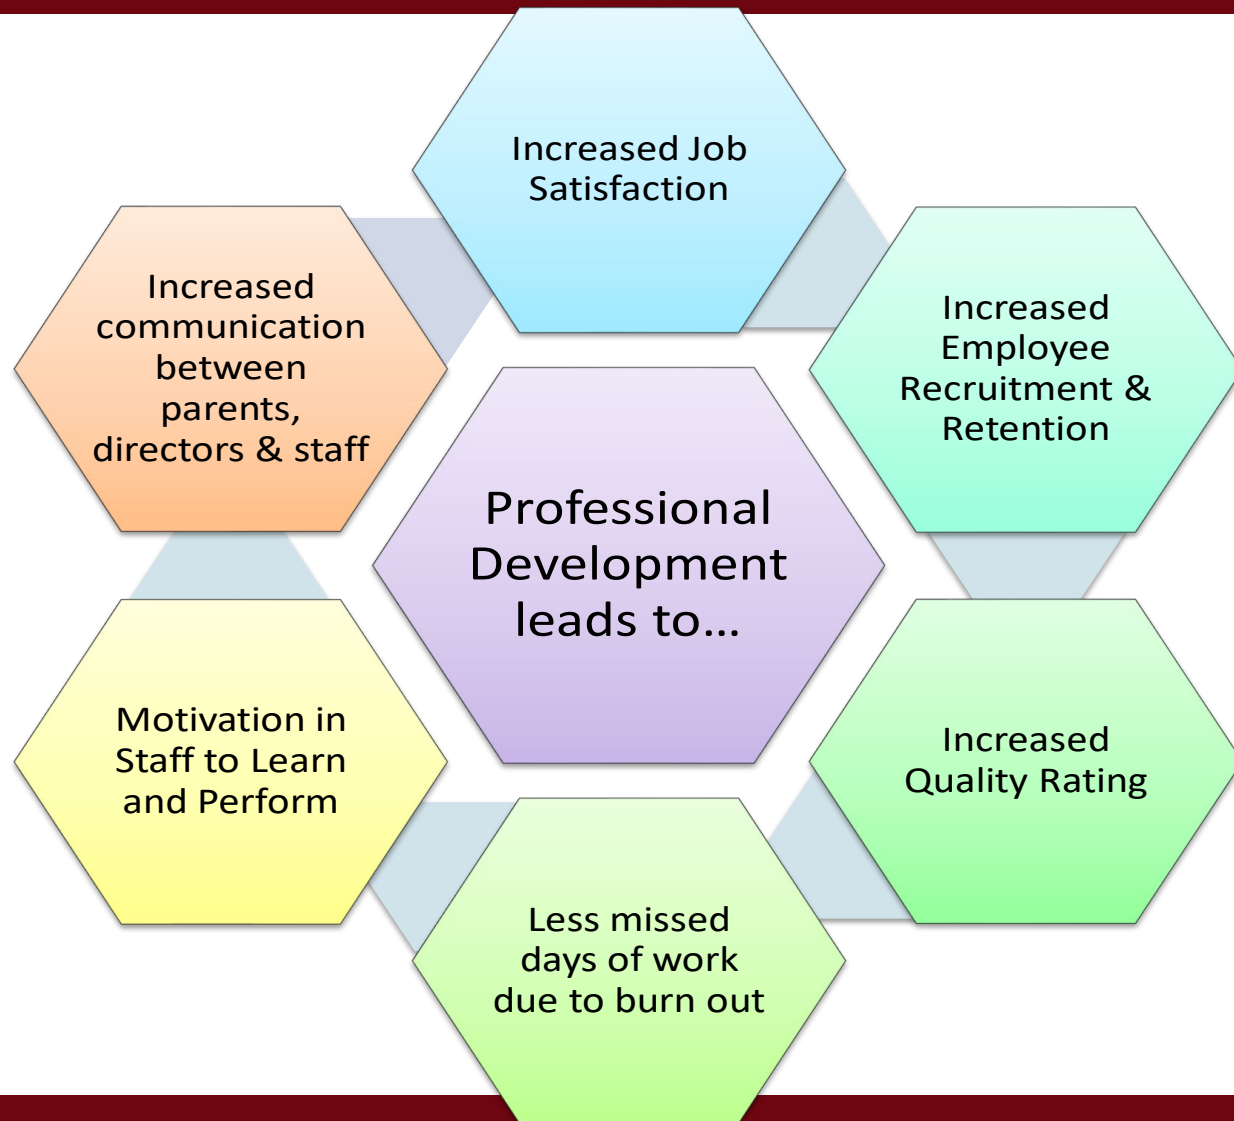 Increased Job
Satisfaction
Increased
Employee
Recruitment &
Retention
Increased
Quality Rating
Less missed
days of work
due to burn out
Motivation in
Staff to Learn
and Perform
Increased
communication
between
parents,
directors & staff
Professional
Development
leads to...